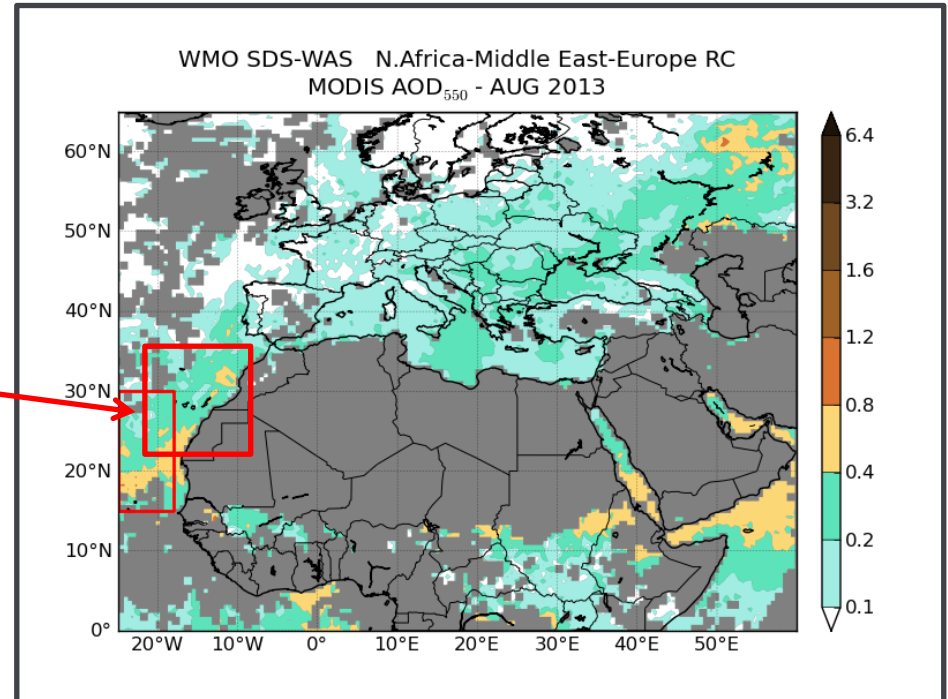 WMO SDS-WAS N.Africa-Middle East-Europe RC
MODIS AOD₅₅₀ - AUG 2013
60°N
50°N
40°N
30°N
20°N
10°N
0°
20°W 10°W 0° 10°E 20°E 30°E 40°E 50°E
6.4
3.2
1.6
1.2
0.8
0.4
0.2
0.1